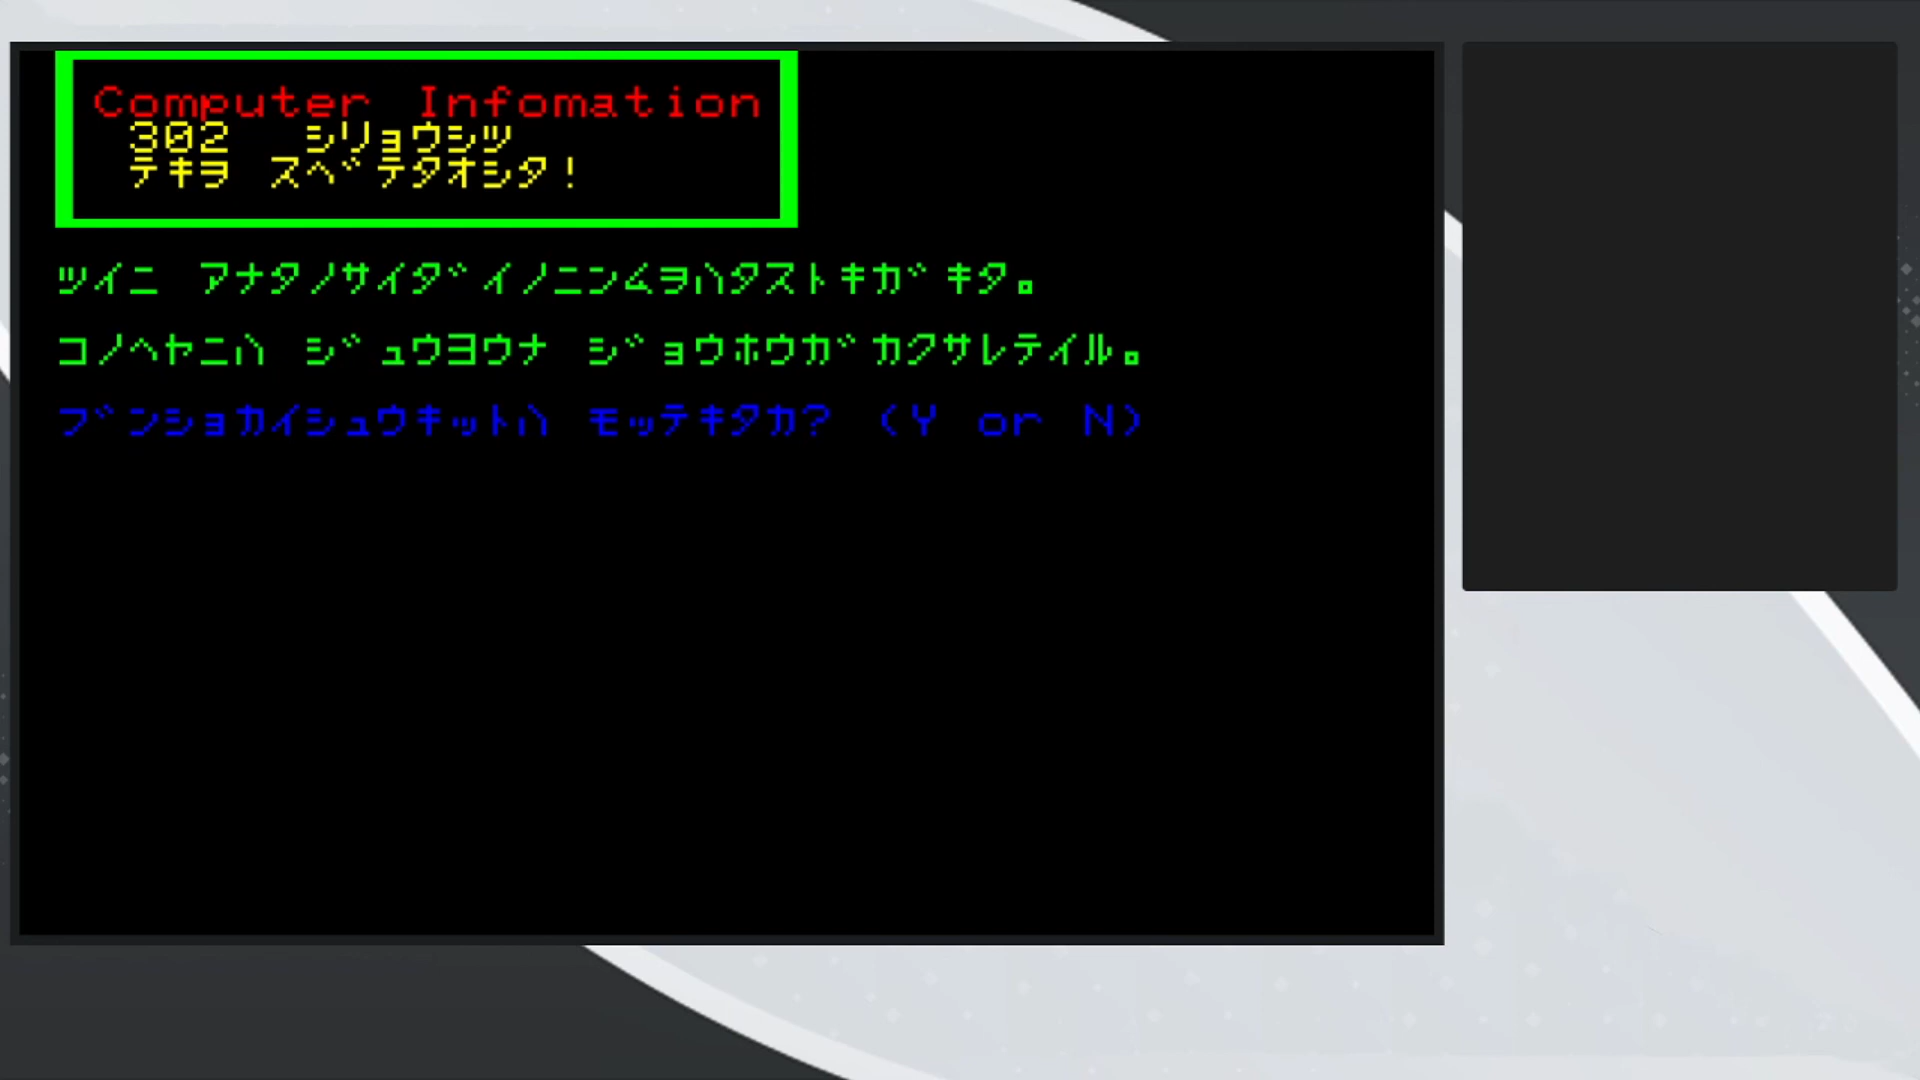 Computer Infomation
302  シリョウシツ
テキヲ スベテタオシタ!
ツイニ アナタノサイダイノニンムヲハタストキガキタ。
コノヘヤニハ ジュウヨウナ ジョウホウガカクサレテイル。
ブンショカイシュウキットハ モッテキタカ? (Y or N)